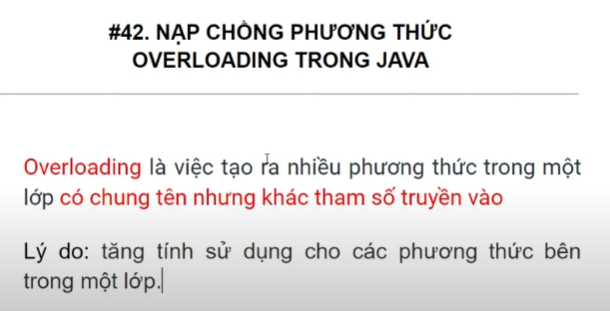 #42. NẠP CHỒNG PHƯƠNG THỨC
OVERLOADING TRONG JAVA
Overloading là việc tạo ra nhiều phương thức trong một
lớp có chung tên nhưng khác tham số truyền vào
Lý do: tăng tính sử dụng cho các phương thức bên
trong một lớp.